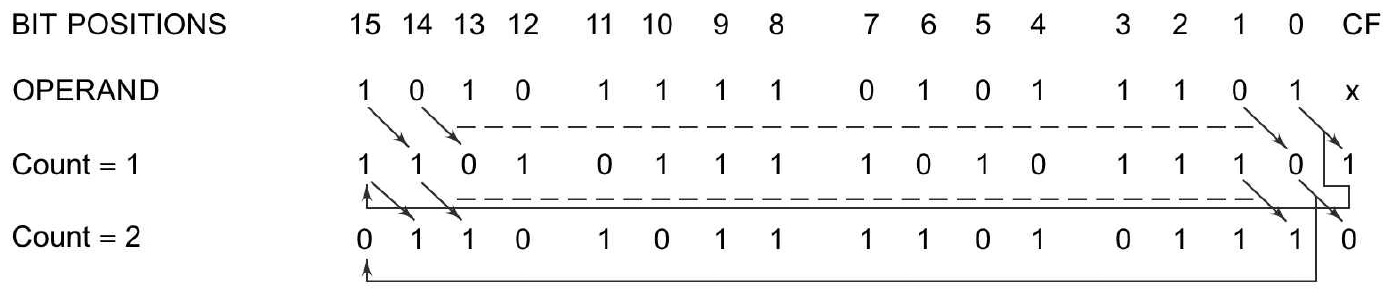 BIT POSITIONS 15 14 13 12 11 10 9 8 7 6 5 4 3 2 1 0 CF
OPERAND 1 0 1 0 1 1 1 1 0 1 0 1 1 1 0 1 x
Count = 1 1 1 0 1 0 1 1 1 1 0 1 0 1 1 1 0 1
Count = 2 0 1 1 0 1 0 1 1 1 1 0 1 0 1 1 1 0